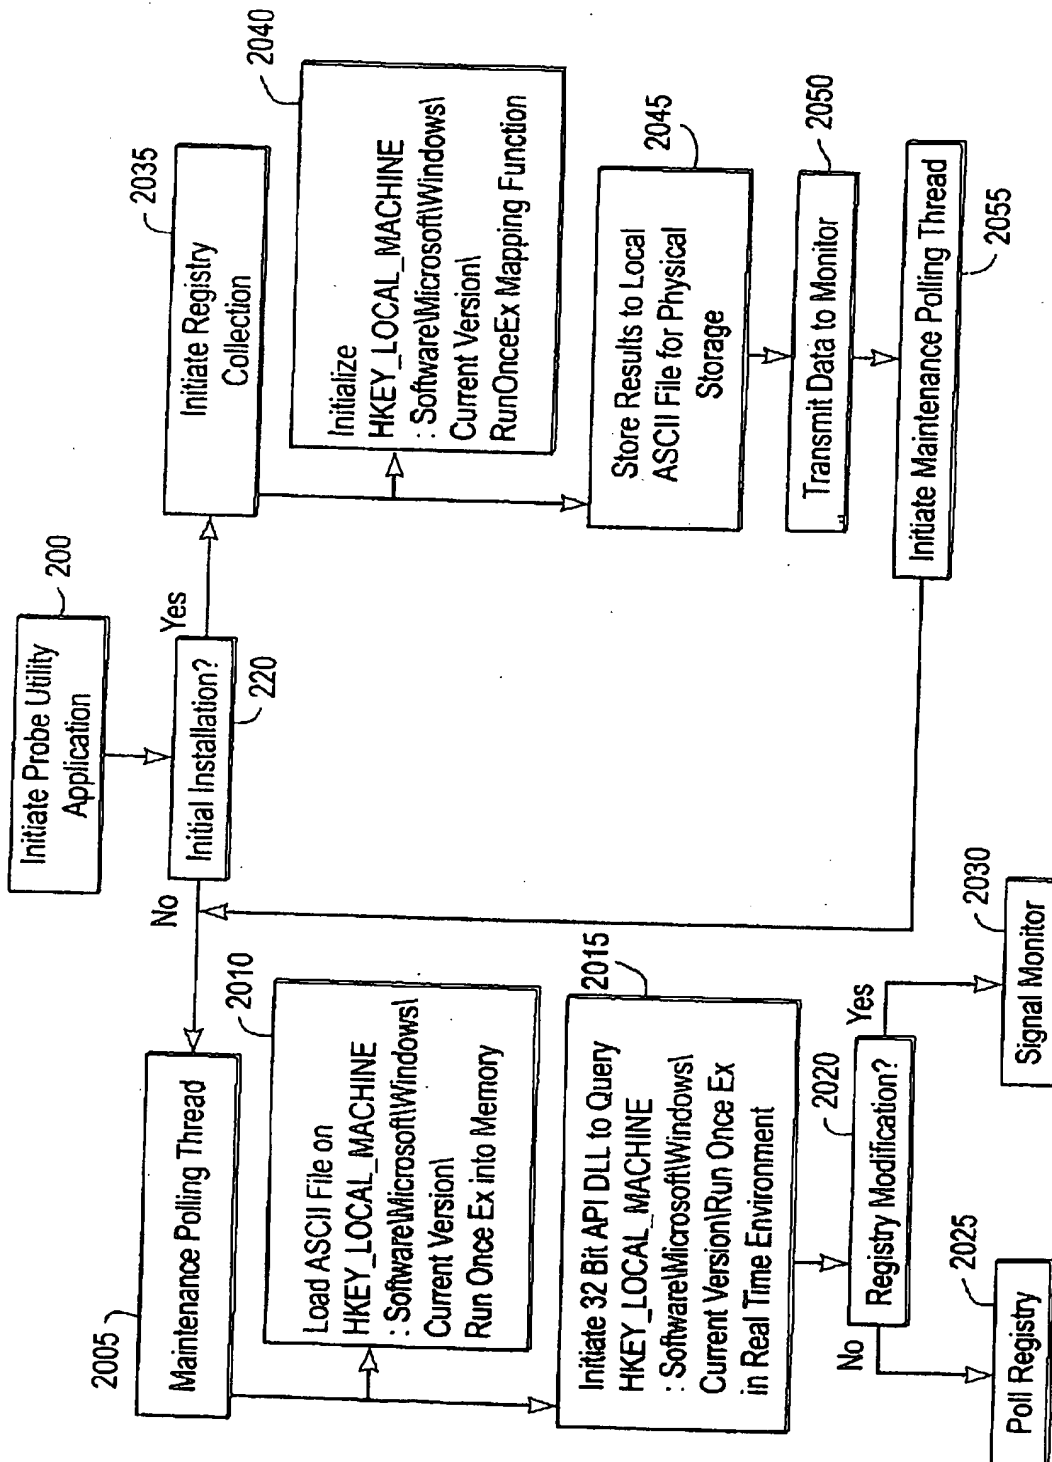 Initiate Probe Utility
Application
200
Initial Installation?
220
No
Yes
2005
Maintenance Polling Thread
2010
Load ASCII File on
HKEY_LOCAL_MACHINE
: Software\Microsoft\Windows\
Current Version\
Run Once Ex into Memory
2015
Initiate 32 Bit API DLL to Query
HKEY_LOCAL_MACHINE
: Software\Microsoft\Windows\
Current Version\Run Once Ex
in Real Time Environment
2020
Registry Modification?
No
Yes
2025
Poll Registry
2030
Signal Monitor
2035
Initiate Registry
Collection
2040
Initialize
HKEY_LOCAL_MACHINE
: Software\Microsoft\Windows\
Current Version\
RunOnceEx Mapping Function
2045
Store Results to Local
ASCII File for Physical
Storage
2050
Transmit Data to Monitor
Initiate Maintenance Polling Thread
2055